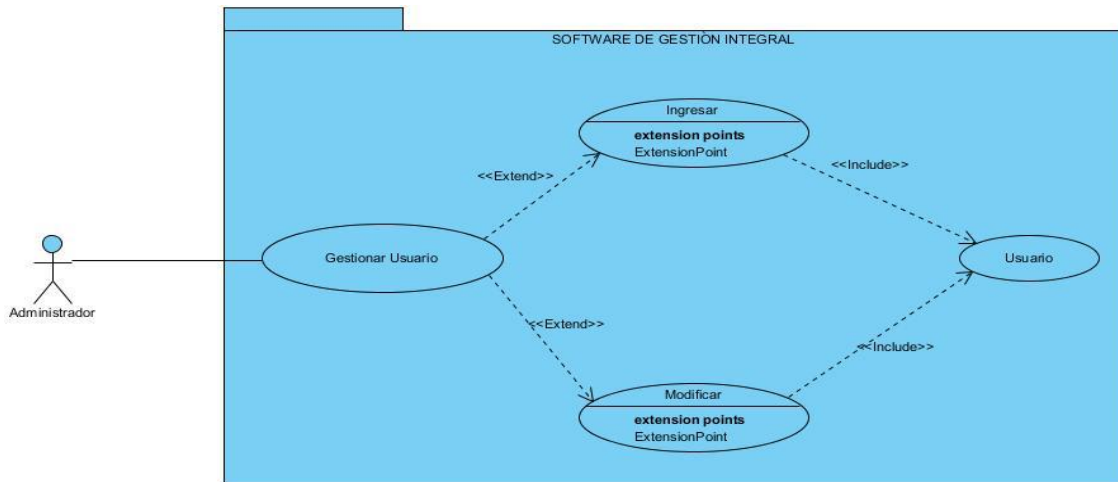 SOFTWARE DE GESTIÒN INTEGRAL
Ingresar
extension points
ExtensionPoint
<<Extend>>
<<Include>>
Gestionar Usuario
Usuario
Administrador
<<Extend>>
<<Include>>
Modificar
extension points
ExtensionPoint